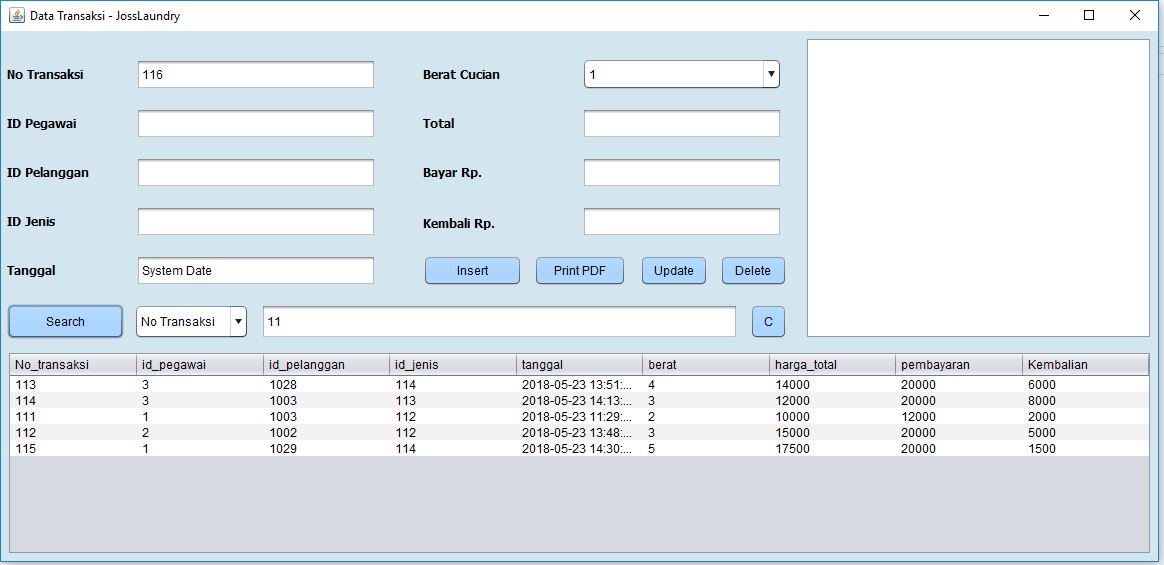 Data Transaksi - JossLaundry
No Transaksi 116 Berat Cucian 1
ID Pegawai Total
ID Pelanggan Bayar Rp.
ID Jenis Kembali Rp.
Tanggal System Date Insert Print PDF Update Delete
Search No Transaksi 11 C
No_transaksi id_pegawai id_pelanggan id_jenis tanggal berat harga_total pembayaran Kembalian
113 3 1028 114 2018-05-23 13:51:... 4 14000 20000 6000
114 3 1003 113 2018-05-23 14:13:... 3 12000 20000 8000
111 1 1003 112 2018-05-23 11:29:... 2 10000 12000 2000
112 2 1002 112 2018-05-23 13:48:... 3 15000 20000 5000
115 1 1029 114 2018-05-23 14:30:... 5 17500 20000 1500